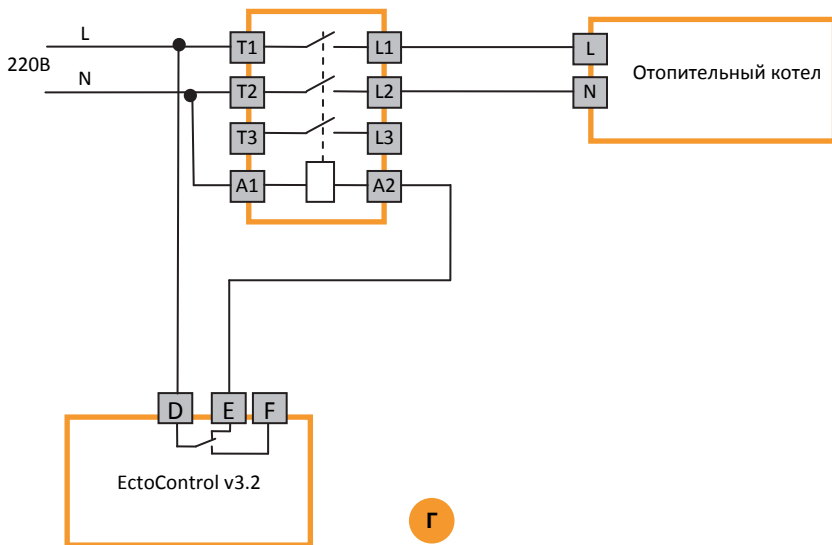 L
220В
N
T1
L1
L
T2
L2
N
Отопительный котел
T3
L3
A1
A2
D
E
F
EctoControl v3.2
Г